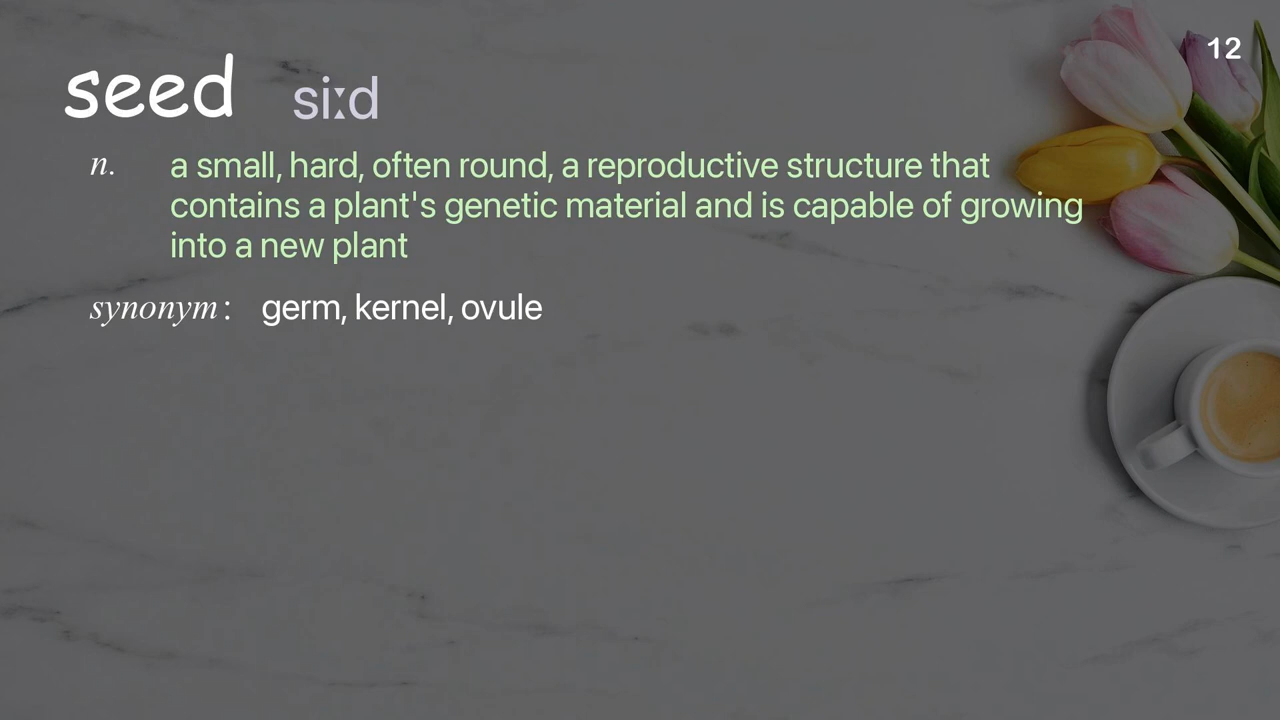 12
seed siːd
n. a small, hard, often round, a reproductive structure that
contains a plant's genetic material and is capable of growing
into a new plant
synonym : germ, kernel, ovule